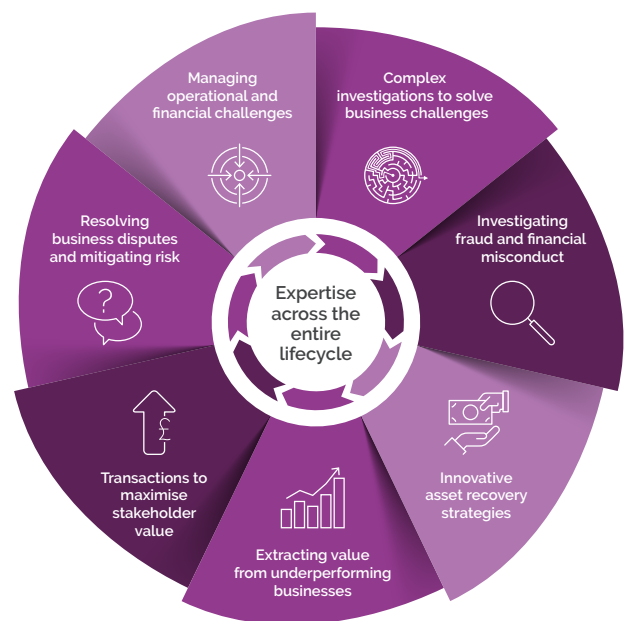 Managing
operational and
financial challenges
Complex
investigations to solve
business challenges
Investigating
fraud and financial
misconduct
Innovative
asset recovery
strategies
Extracting value
from underperforming
businesses
Transactions to
maximise
stakeholder
value
£
Resolving
business disputes
and mitigating risk
?
Expertise
across the
entire
lifecycle